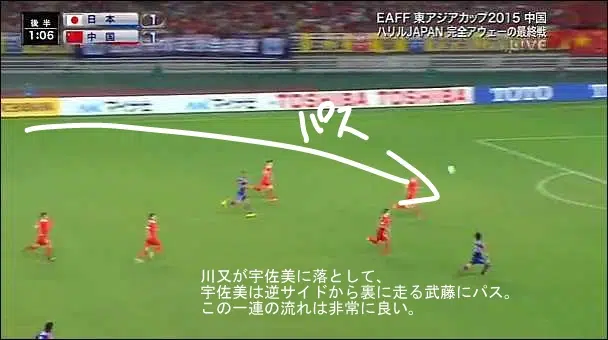 後半
1:06
日本 1
中国 1
EAFF 東アジアカップ2015 中国
ハリルJAPAN 完全アウェーの最終戦
LIVE
TOSHIBA TOSHIBA TOTO
パス
川又が宇佐美に落として、
宇佐美は逆サイドから裏に走る武藤にパス。
この一連の流れは非常に良い。